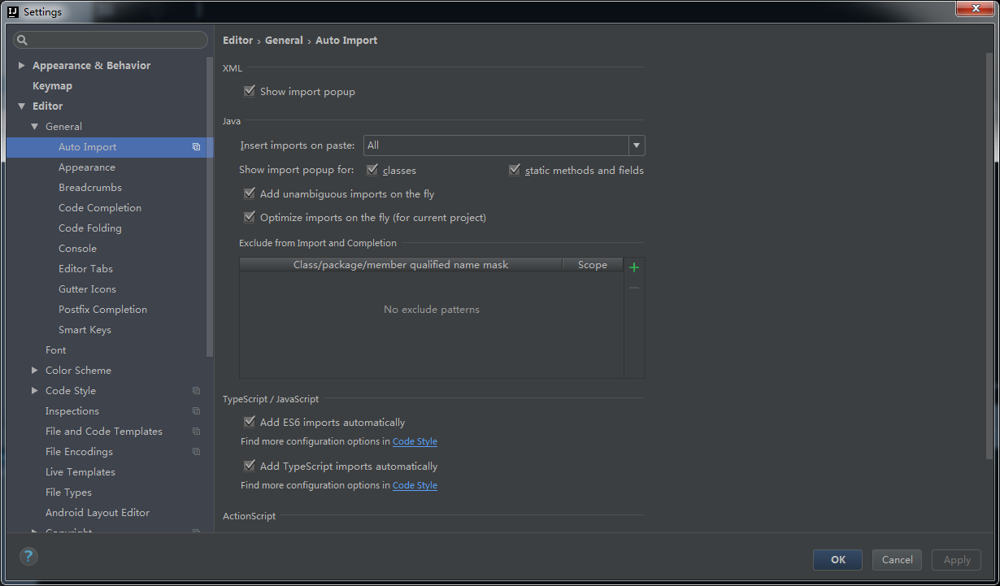 IJ Settings
Appearance & Behavior
Keymap
Editor
General
Auto Import
Appearance
Breadcrumbs
Code Completion
Code Folding
Console
Editor Tabs
Gutter Icons
Postfix Completion
Smart Keys
Font
Color Scheme
Code Style
Inspections
File and Code Templates
File Encodings
Live Templates
File Types
Android Layout Editor
Copyright
Editor › General › Auto Import
XML
Show import popup
Java
Insert imports on paste: All
Show import popup for: classes static methods and fields
Add unambiguous imports on the fly
Optimize imports on the fly (for current project)
Exclude from Import and Completion
Class/package/member qualified name mask Scope
No exclude patterns
TypeScript / JavaScript
Add ES6 imports automatically
Find more configuration options in Code Style
Add TypeScript imports automatically
Find more configuration options in Code Style
ActionScript
? OK Cancel Apply